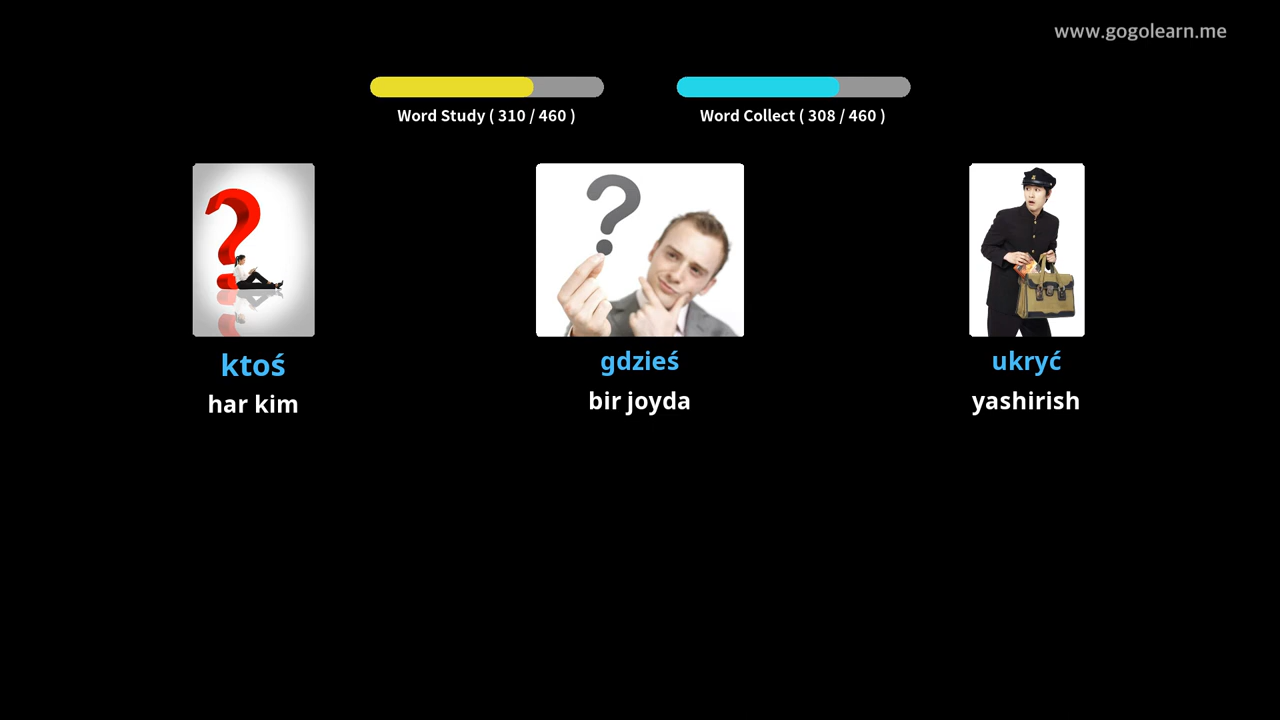 www.gogolearn.me
Word Study ( 310 / 460 )
Word Collect ( 308 / 460 )
ktoś
har kim
gdzieś
bir joyda
ukryć
yashirish